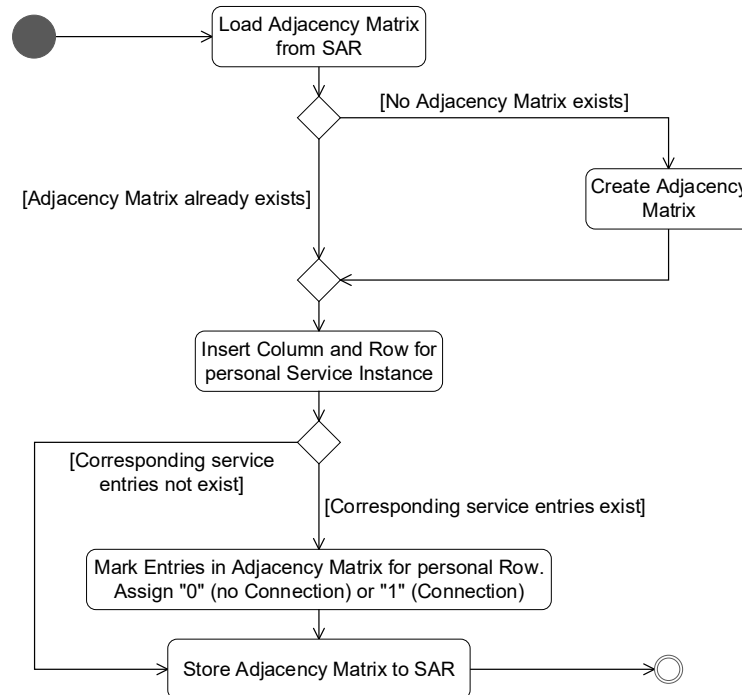 Load Adjacency Matrix
from SAR
[No Adjacency Matrix exists]
[Adjacency Matrix already exists]
Create Adjacency
Matrix
Insert Column and Row for
personal Service Instance
[Corresponding service
entries not exist]
[Corresponding service entries exist]
Mark Entries in Adjacency Matrix for personal Row.
Assign "0" (no Connection) or "1" (Connection)
Store Adjacency Matrix to SAR